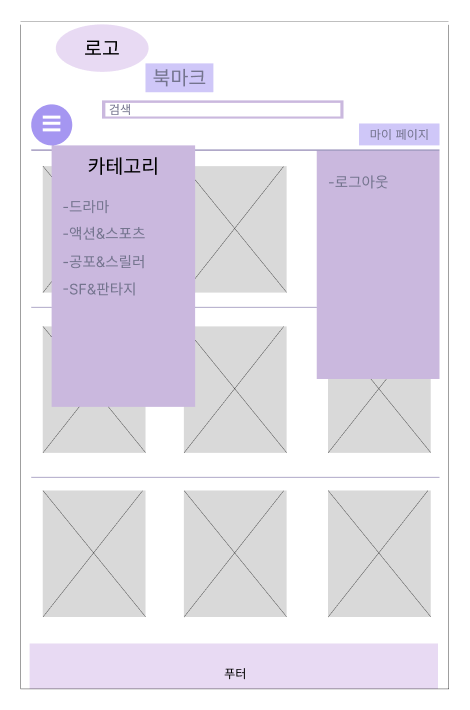 로고
북마크
검색
마이 페이지
카테고리
-로그아웃
-드라마
-액션&스포츠
-공포&스릴러
-SF&판타지
푸터